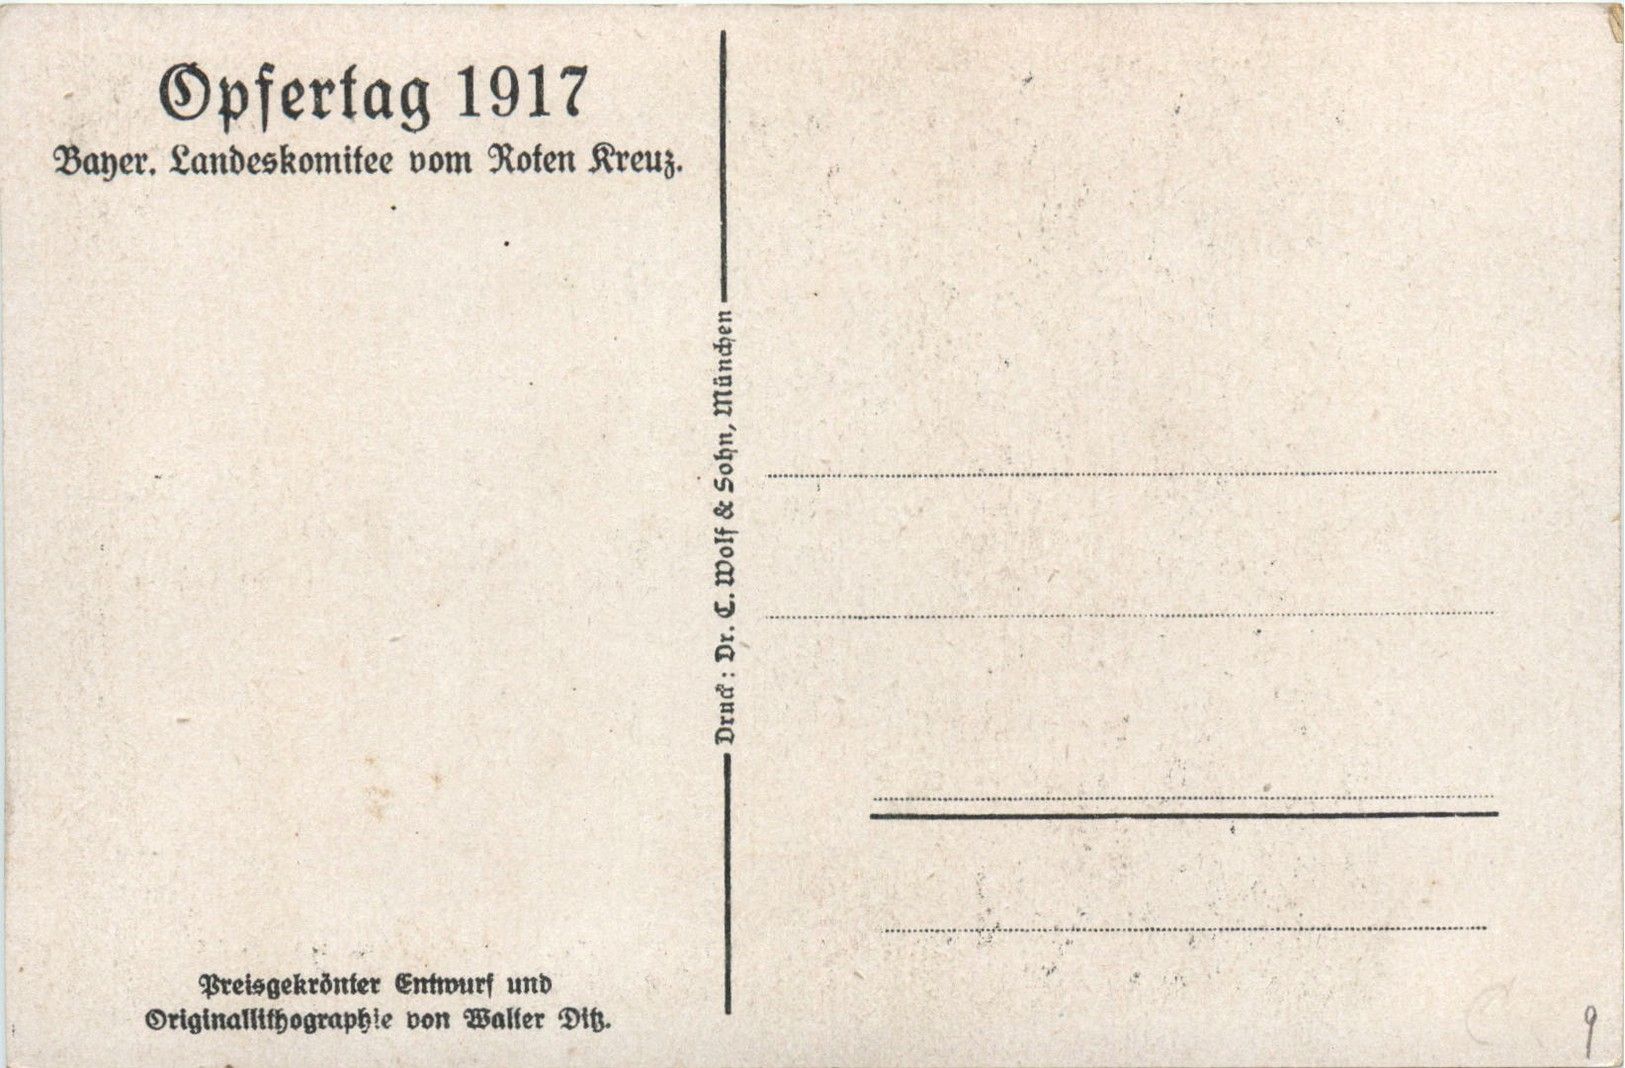 Opfertag 1917
Bayer. Landeskomitee vom Roten Kreuz.
Druck: Dr. C. Wolf & Sohn, München
Preisgekrönter Entwurf und
Originallithographie von Walter Ditz.
9